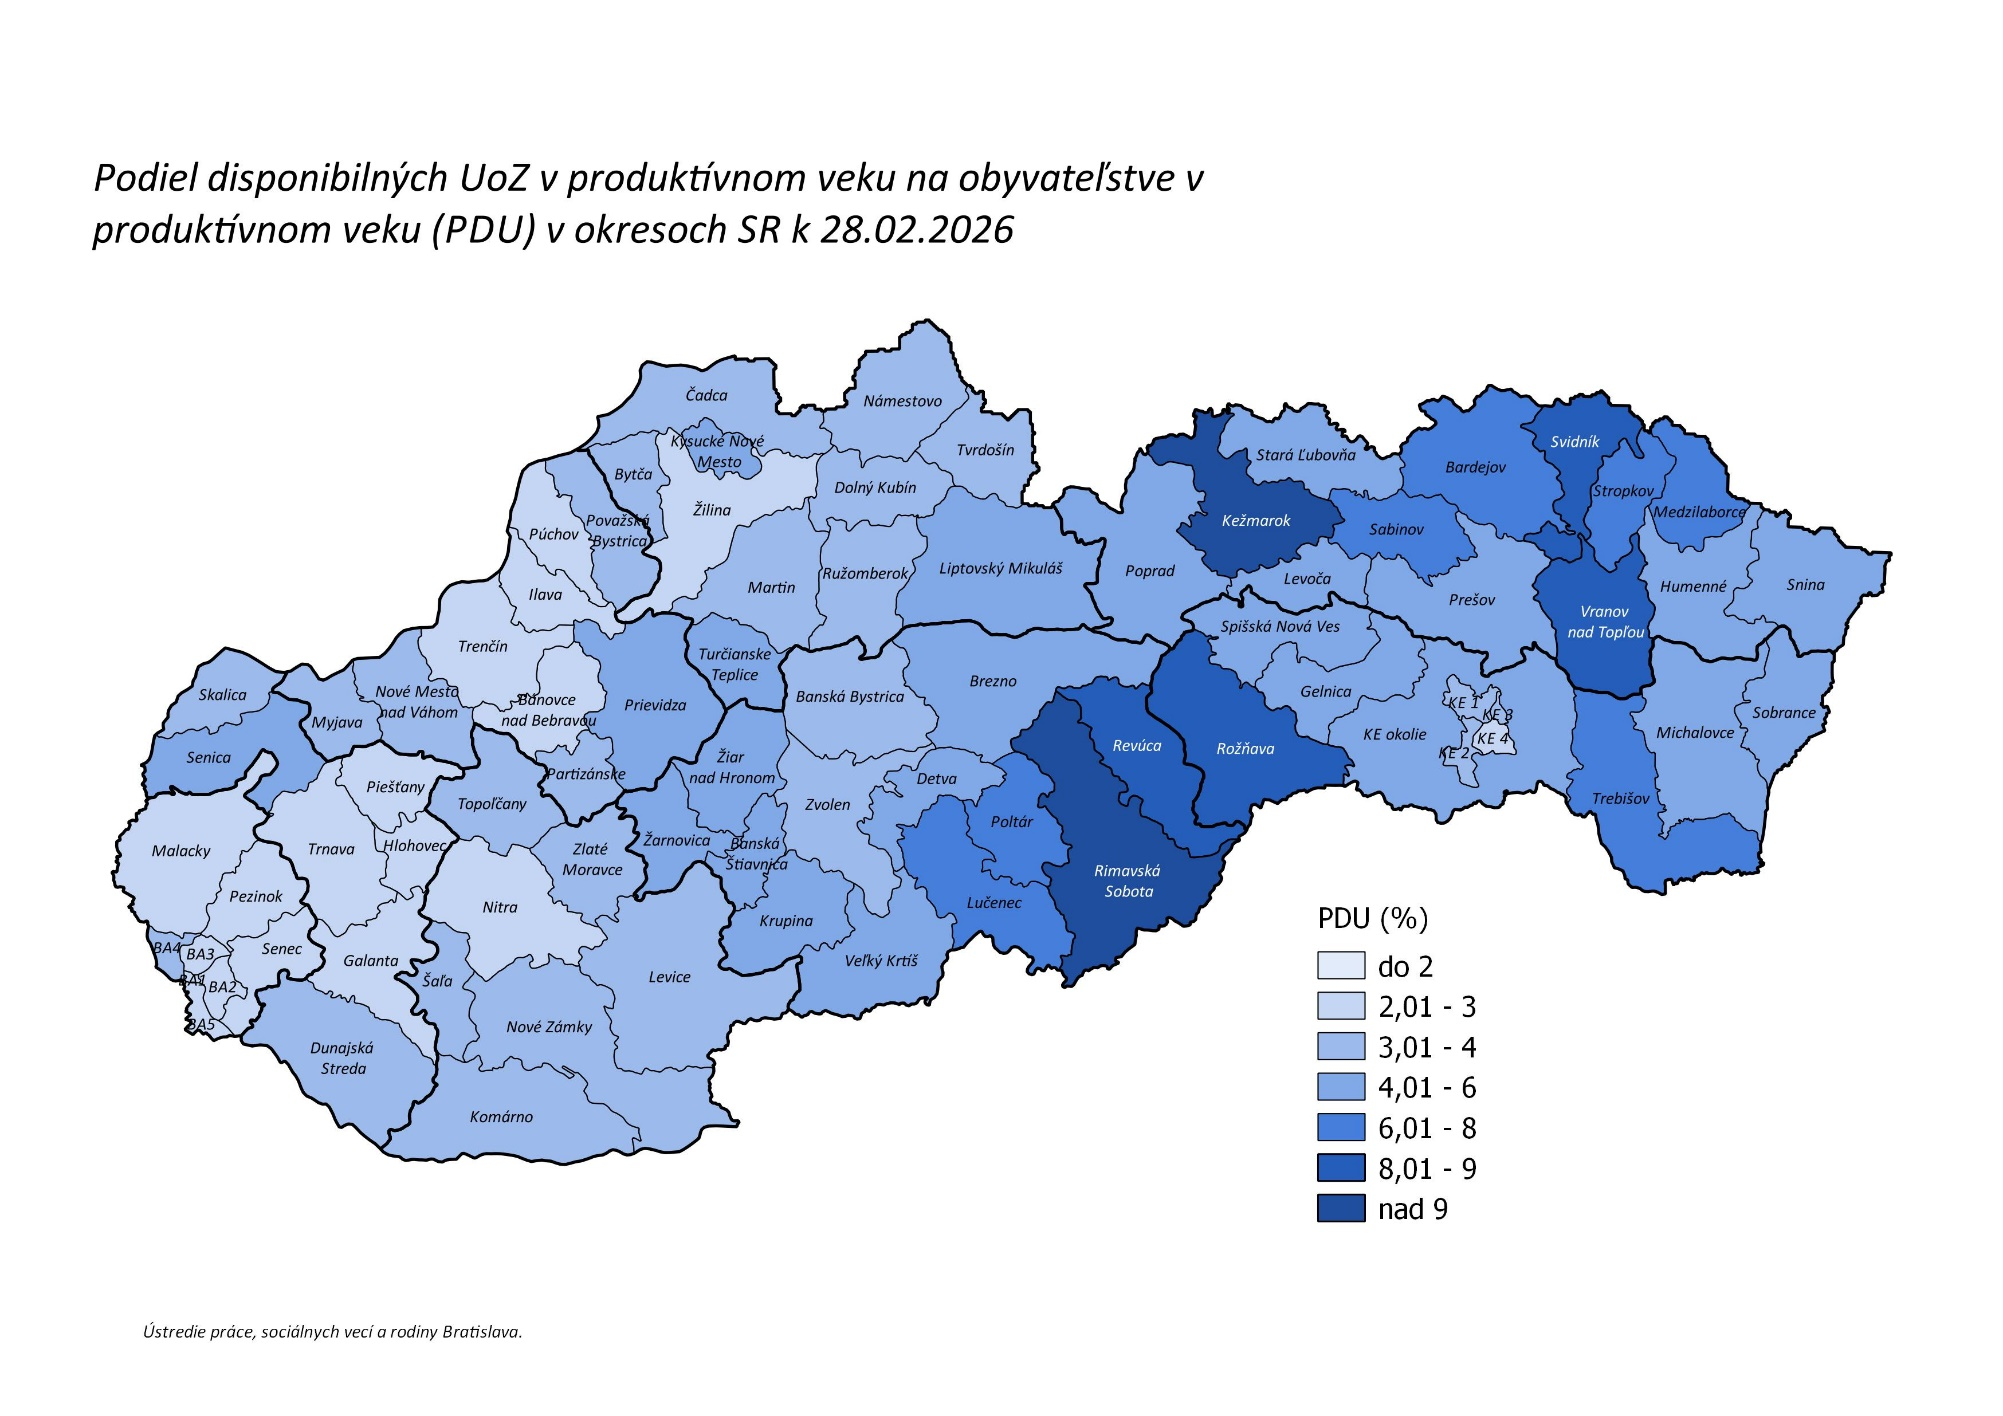 Podiel disponibilných UoZ v produktívnom veku na obyvateľstve v
produktívnom veku (PDU) v okresoch SR k 28.02.2026
Čadca
Námestovo
Kysucké Nové
Mesto
Tvrdošín
Bytča
Dolný Kubín
Žilina
Považská
Bystrica
Púchov
Ilava
Martin
Ružomberok
Liptovský Mikuláš
Poprad
Kežmarok
Stará Ľubovňa
Bardejov
Svidník
Stropkov
Medzilaborce
Sabinov
Levoča
Prešov
Vranov
nad Topľou
Humenné
Snina
Trenčín
Turčianske
Teplice
Spišská Nová Ves
Skalica
Nové Mesto
nad Váhom
Myjava
Bánovce
nad Bebravou
Prievidza
Banská Bystrica
Brezno
Gelnica
KE 1
KE 3
KE 4
KE 2
KE okolie
Michalovce
Sobrance
Senica
Revúca
Rožňava
Piešťany
Partizánske
Žiar
nad Hronom
Detva
Topoľčany
Zvolen
Trebišov
Poltár
Malacky
Trnava
Hlohovec
Zlaté
Moravce
Žarnovica
Banská
Štiavnica
Rimavská
Sobota
Pezinok
Nitra
Krupina
Lučenec
BA4
BA3
Senec
Galanta
Šaľa
Levice
Veľký Krtíš
BA1
BA2
BA5
Nové Zámky
Dunajská
Streda
Komárno
PDU (%)
do 2
2,01 - 3
3,01 - 4
4,01 - 6
6,01 - 8
8,01 - 9
nad 9
Ústredie práce, sociálnych vecí a rodiny Bratislava.